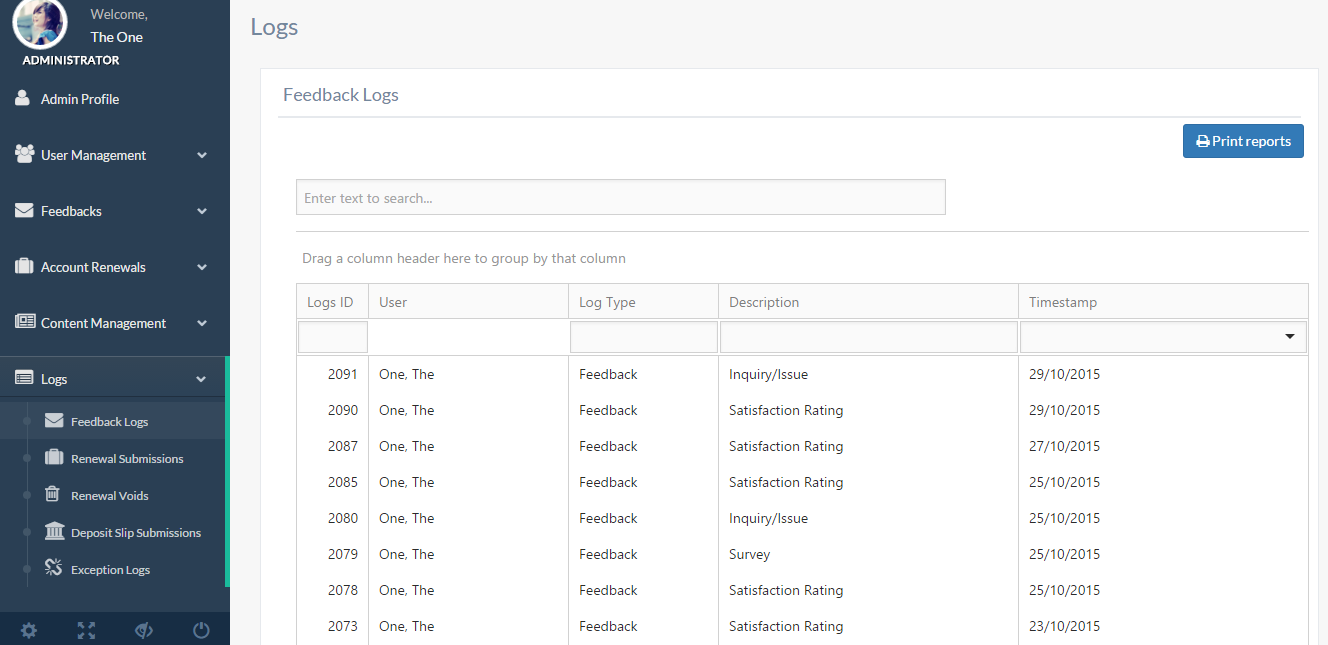 Welcome,
The One
ADMINISTRATOR
Admin Profile
User Management
Feedbacks
Account Renewals
Content Management
Logs
Feedback Logs
Renewal Submissions
Renewal Voids
Deposit Slip Submissions
Exception Logs
Logs
Feedback Logs
Print reports
Enter text to search...
Drag a column header here to group by that column
Logs ID User Log Type Description Timestamp
2091 One, The Feedback Inquiry/Issue 29/10/2015
2090 One, The Feedback Satisfaction Rating 29/10/2015
2087 One, The Feedback Satisfaction Rating 27/10/2015
2085 One, The Feedback Satisfaction Rating 25/10/2015
2080 One, The Feedback Inquiry/Issue 25/10/2015
2079 One, The Feedback Survey 25/10/2015
2078 One, The Feedback Satisfaction Rating 25/10/2015
2073 One, The Feedback Satisfaction Rating 23/10/2015